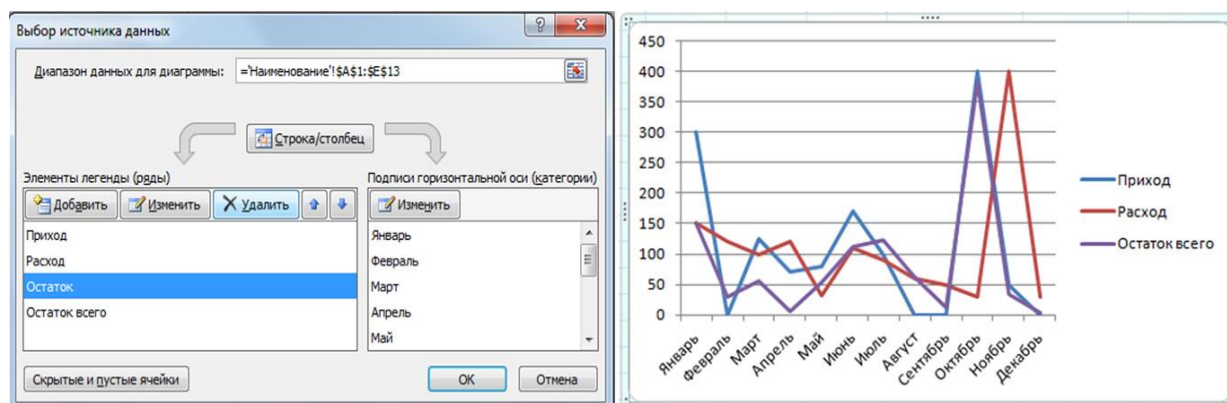 Выбор источника данных
Диапазон данных для диаграммы: ='Наименование'!$A$1:$E$13
Строка/столбец
Элементы легенды (ряды)
Добавить Изменить Удалить
Приход
Расход
Остаток
Остаток всего
Подписи горизонтальной оси (категории)
Изменить
Январь
Февраль
Март
Апрель
Май
Скрытые и пустые ячейки
ОК Отмена
450
400
350
300
250
200
150
100
50
0
Январь
Февраль
Март
Апрель
Май
Июнь
Июль
Август
Сентябрь
Октябрь
Ноябрь
Декабрь
Приход
Расход
Остаток всего